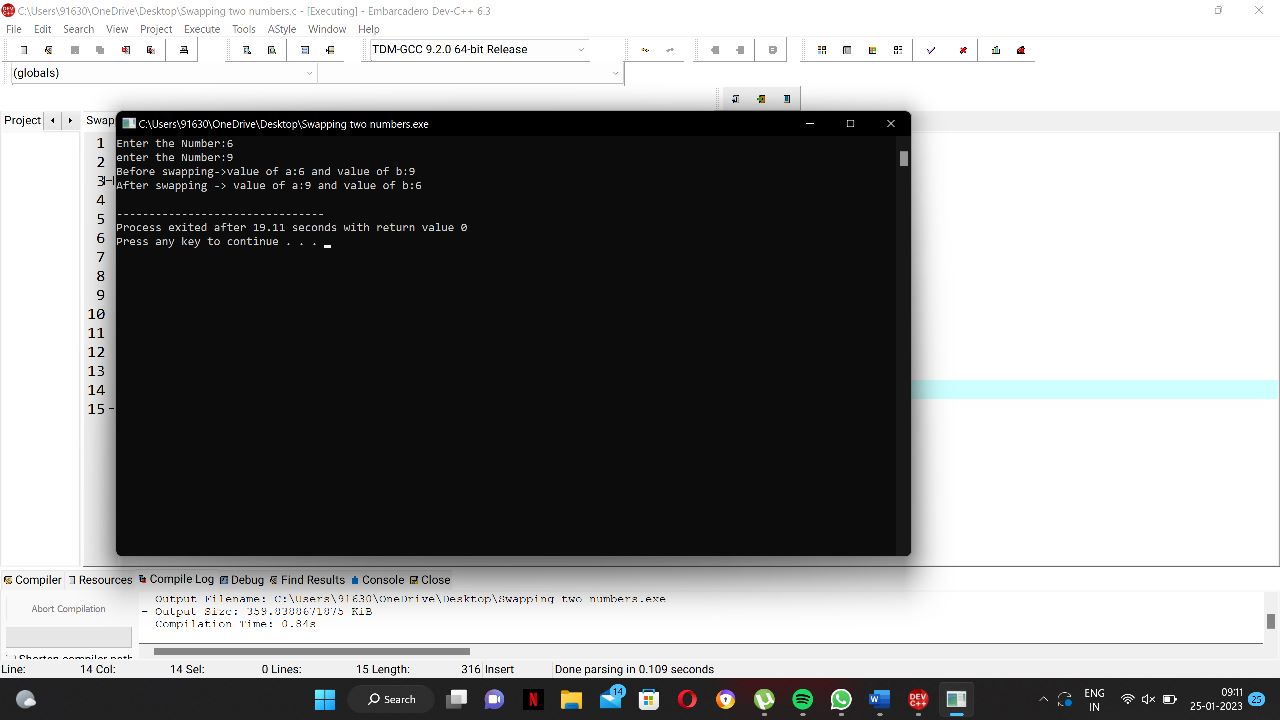 C:\Users\91630\OneDrive\Desktop\Swapping two numbers.c - [Executing] - Embarcadero Dev-C++ 6.3
File Edit Search View Project Execute Tools AStyle Window Help
TDM-GCC 9.2.0 64-bit Release
(globals)
Project Swap
C:\Users\91630\OneDrive\Desktop\Swapping two numbers.exe
Enter the Number:6
enter the Number:9
Before swapping->value of a:6 and value of b:9
After swapping -> value of a:9 and value of b:6
--------------------------------
Process exited after 19.11 seconds with return value 0
Press any key to continue . . .
1
2
3
4
5
6
7
8
9
10
11
12
13
14
15
Compiler Resources Compile Log Debug Find Results Console Close
Abort Compilation
- Output Filename: C:\Users\91630\OneDrive\Desktop\Swapping two numbers.exe
- Output Size: 359.8388671875 KiB
- Compilation Time: 0.84s
Shorten compiler path
Line: 14 Col: 14 Sel: 0 Lines: 15 Length: 316 Insert Done parsing in 0.109 seconds
Search
14
DEV C++
ENG
IN
09:11
25-01-2023
25